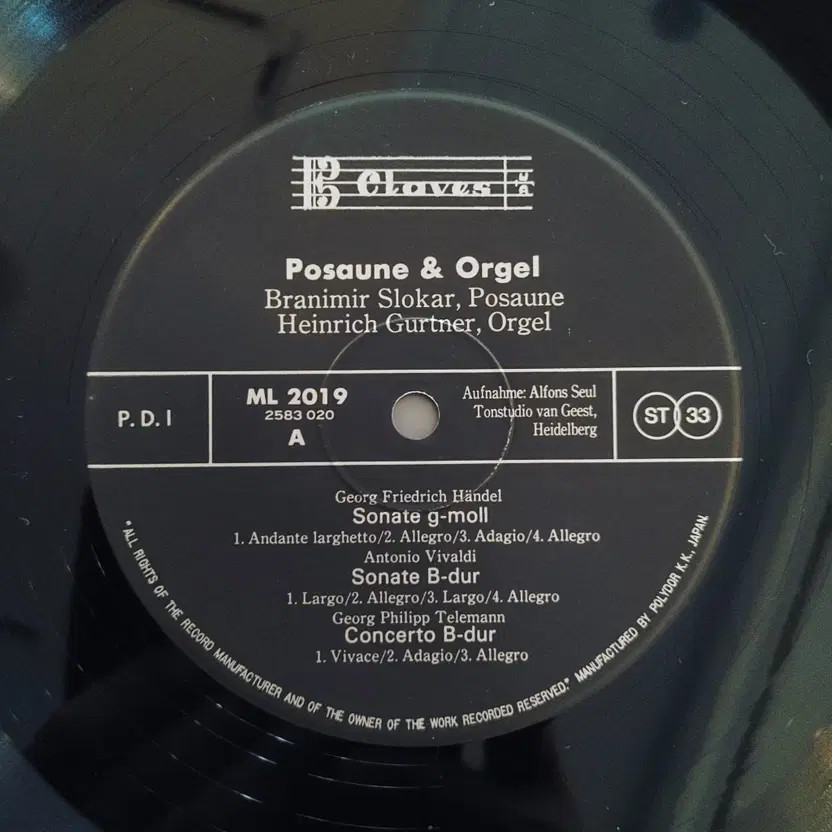 Claves
Posaune & Orgel
Branimir Slokar, Posaune
Heinrich Gurtner, Orgel
P. D. I
ML 2019
2583 020
A
Aufnahme: Alfons Seul
Tonstudio van Geest,
Heidelberg
ST 33
Georg Friedrich Händel
Sonate g-moll
1. Andante larghetto/2. Allegro/3. Adagio/4. Allegro
Antonio Vivaldi
Sonate B-dur
1. Largo/2. Allegro/3. Largo/4. Allegro
Georg Philipp Telemann
Concerto B-dur
1. Vivace/2. Adagio/3. Allegro
"ALL RIGHTS OF THE RECORD MANUFACTURER AND OF THE OWNER OF THE WORK RECORDED RESERVED." MANUFACTURED BY POLYDOR K.K., JAPAN.